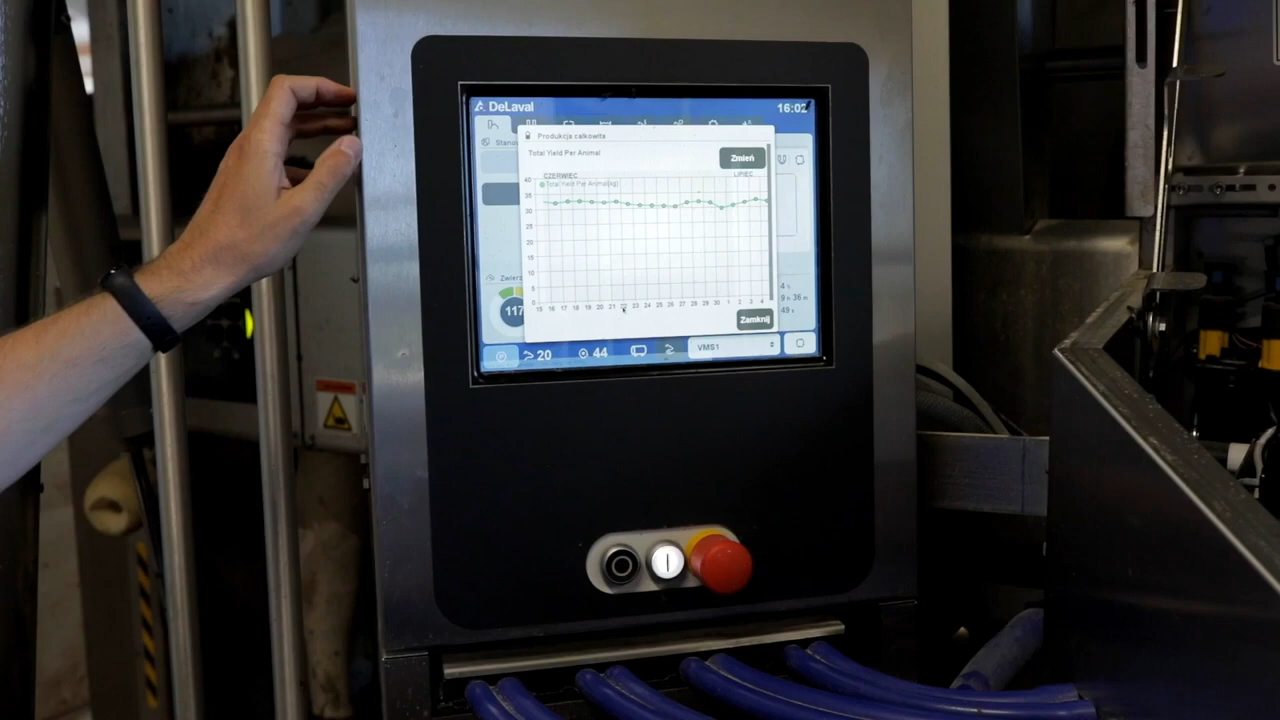 DeLaval
16:02
Produkcja całkowita
Total Yield Per Animal
Zmień
CZERWIEC
LIPIEC
Total Yield Per Animal(kg)
40
35
30
25
20
15
10
5
0
15 16 17 18 19 20 21 22 23 24 25 26 27 28 29 30 1 2 3 4
117
Zamknij
20
44
VMS1